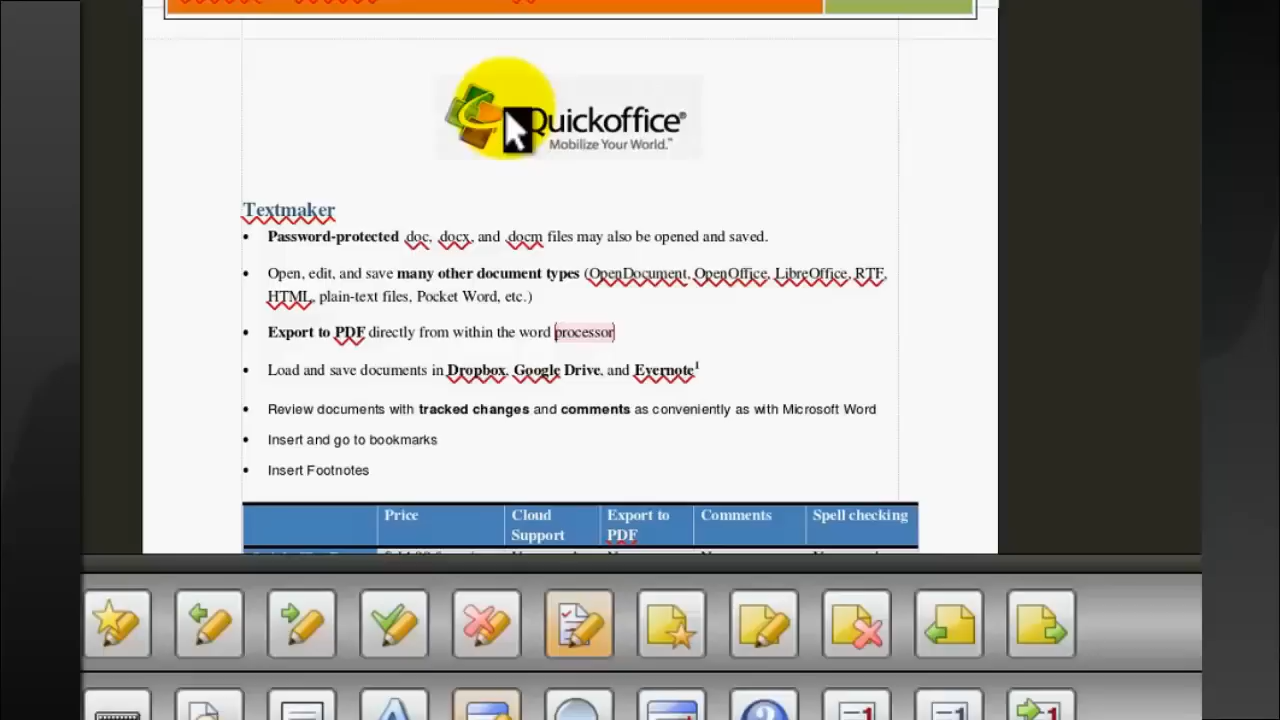 Quickoffice®
Mobilize Your World.™
Textmaker
• Password-protected .doc, .docx, and .docm files may also be opened and saved.
• Open, edit, and save many other document types (OpenDocument, OpenOffice, LibreOffice, RTF,
HTML, plain-text files, Pocket Word, etc.)
• Export to PDF directly from within the word processor
• Load and save documents in Dropbox, Google Drive, and Evernote¹
• Review documents with tracked changes and comments as conveniently as with Microsoft Word
• Insert and go to bookmarks
• Insert Footnotes
Price Cloud Support Export to PDF Comments Spell checking